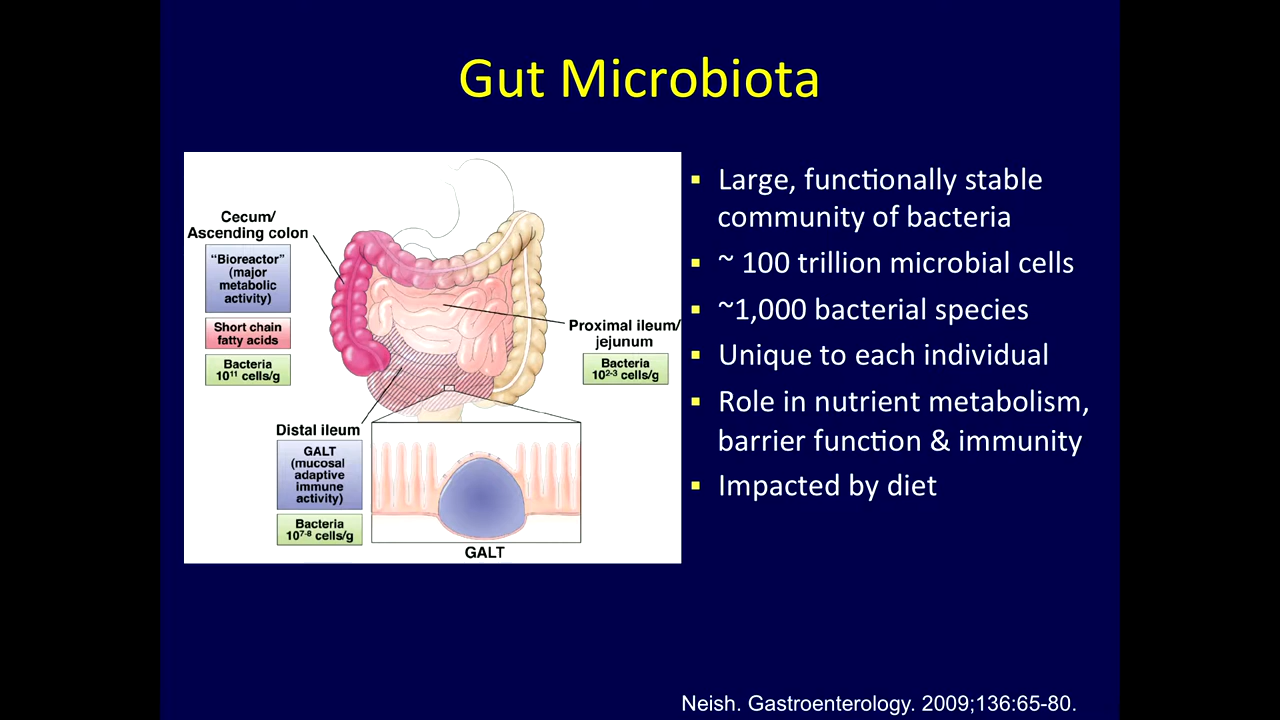 Gut Microbiota
Cecum/
Ascending colon
“Bioreactor”
(major
metabolic
activity)
Short chain
fatty acids
Bacteria
10¹¹ cells/g
Proximal ileum/
jejunum
Bacteria
10²⁻³ cells/g
Distal ileum
GALT
(mucosal
adaptive
immune
activity)
Bacteria
10⁷⁻⁸ cells/g
GALT
▪ Large, functionally stable
community of bacteria
▪ ~ 100 trillion microbial cells
▪ ~1,000 bacterial species
▪ Unique to each individual
▪ Role in nutrient metabolism,
barrier function & immunity
▪ Impacted by diet
Neish. Gastroenterology. 2009;136:65-80.